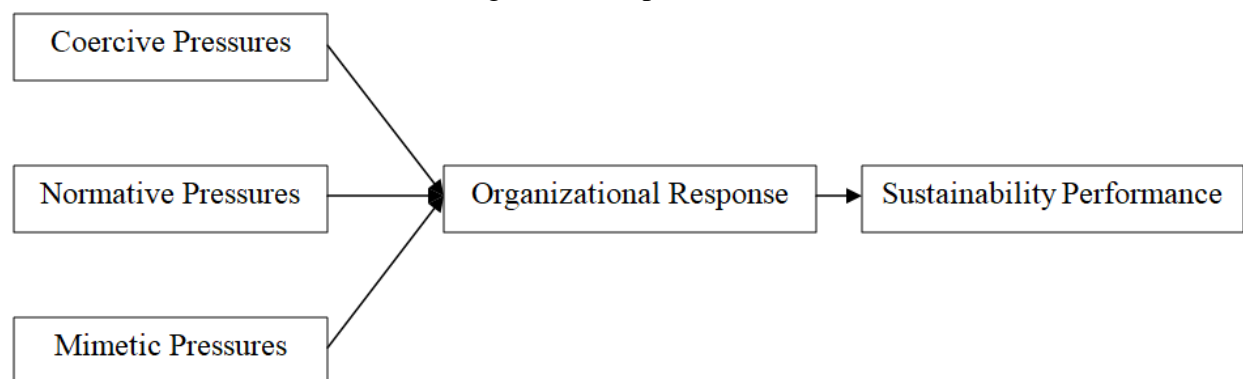 Coercive Pressures
Normative Pressures
Organizational Response
Sustainability Performance
Mimetic Pressures